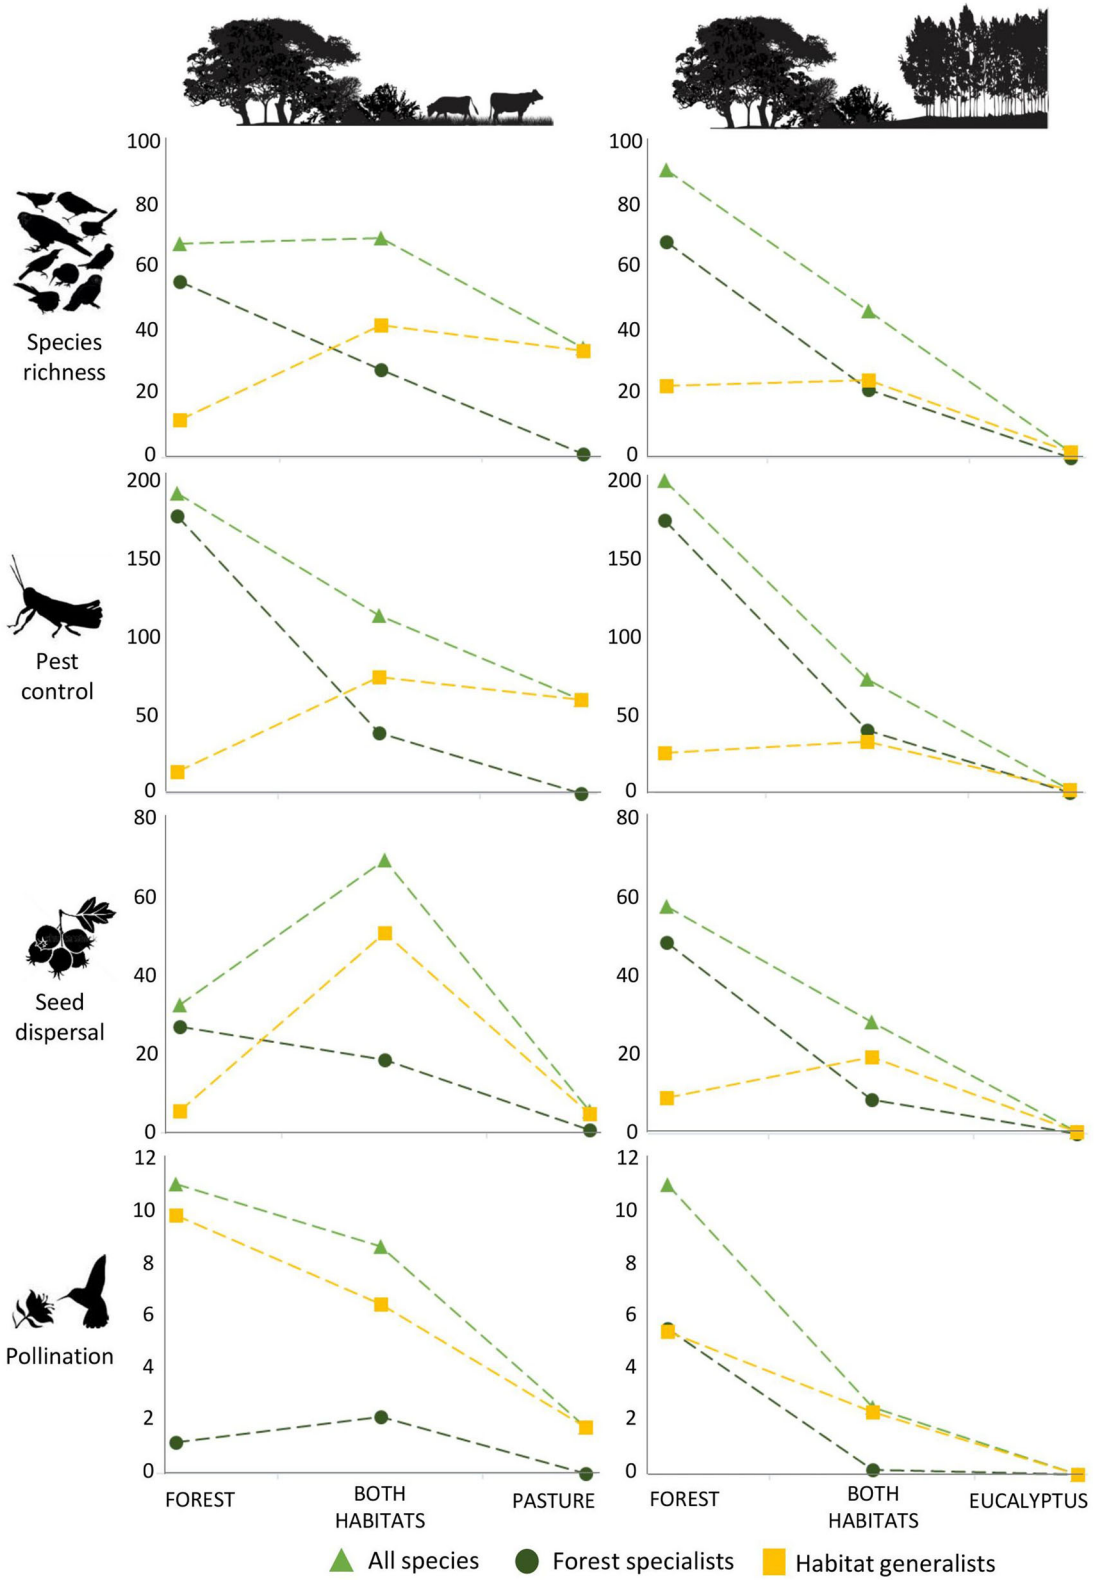 100
80
60
40
20
0
Species
richness
100
80
60
40
20
0
200
150
100
50
0
Pest
control
200
150
100
50
0
80
60
40
20
0
Seed
dispersal
80
60
40
20
0
12
10
8
6
4
2
0
Pollination
12
10
8
6
4
2
0
FOREST
BOTH
HABITATS
PASTURE
FOREST
BOTH
HABITATS
EUCALYPTUS
All species
Forest specialists
Habitat generalists